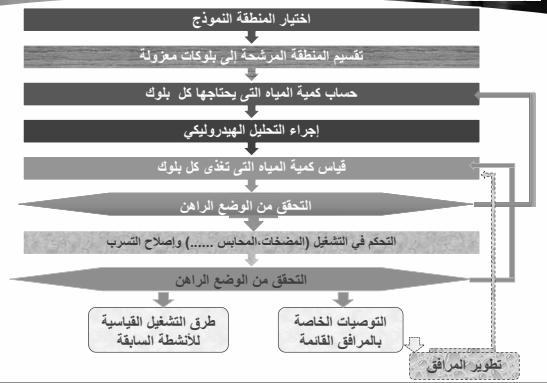 اختيار المنطقة النموذج
تقسيم المنطقة المرشحة إلى بلوكات معزولة
حساب كمية المياه التى يحتاجها كل بلوك
إجراء التحليل الهيدروليكي
قياس كمية المياه التى تغذى كل بلوك
التحقق من الوضع الراهن
التحكم في التشغيل (المضخات،المحابس ......) وإصلاح التسرب
التحقق من الوضع الراهن
التوصيات الخاصة
بالمرافق القائمة
طرق التشغيل القياسية
للأنشطة السابقة
تطوير المرافق